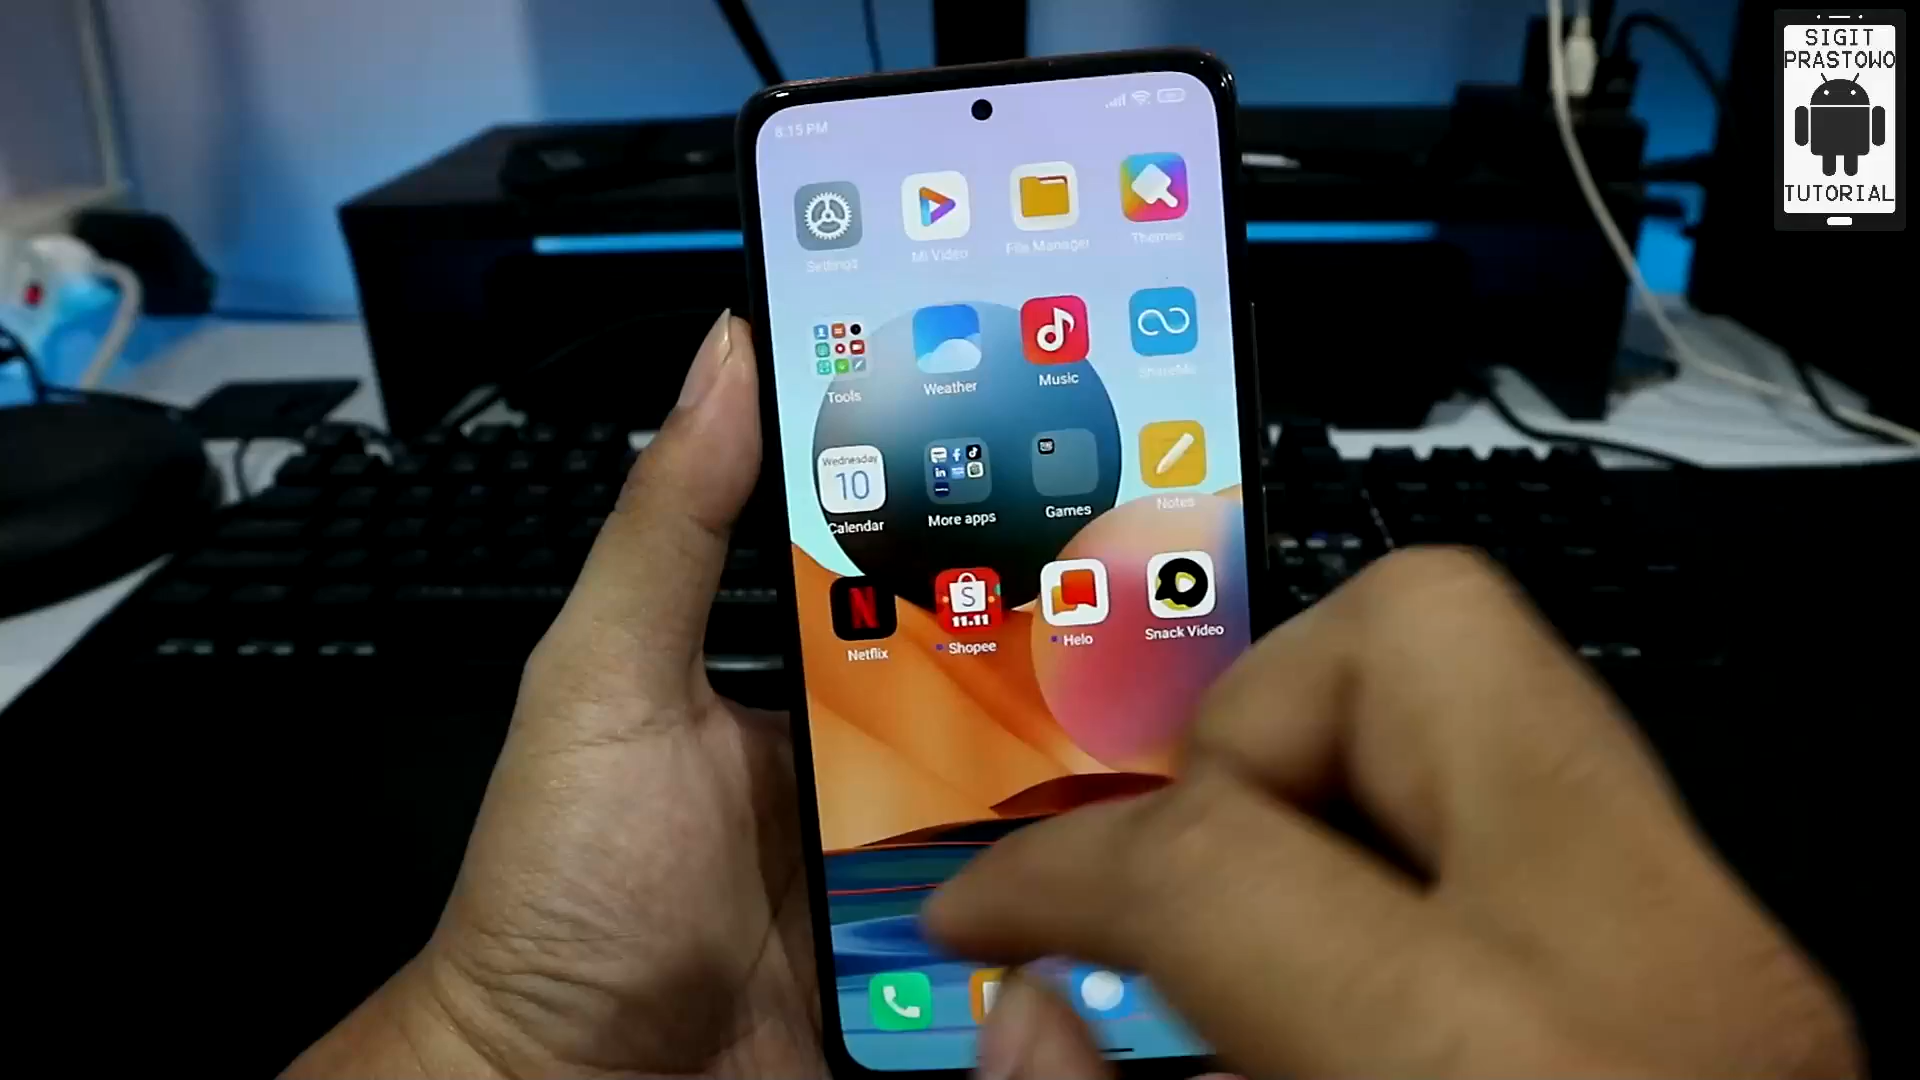 SIGIT
PRASTOWO
TUTORIAL
8:15 PM
Settings
Mi Video
File Manager
Themes
Tools
Weather
Music
ShareMe
Wednesday
10
Calendar
More apps
Games
Notes
S
11.11
N
Netflix
Shopee
Helo
Snack Video